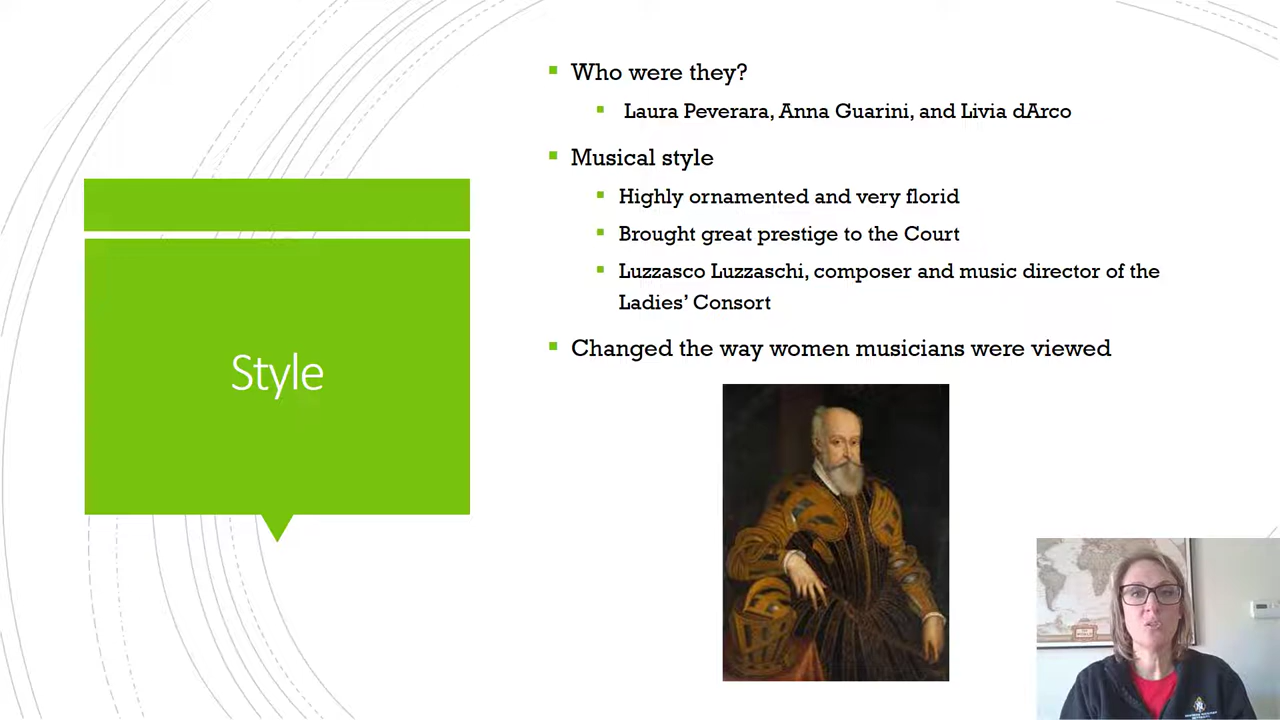 Who were they?
Laura Peverara, Anna Guarini, and Livia dArco
Musical style
Highly ornamented and very florid
Brought great prestige to the Court
Luzzasco Luzzaschi, composer and music director of the
Ladies’ Consort
Changed the way women musicians were viewed
Style